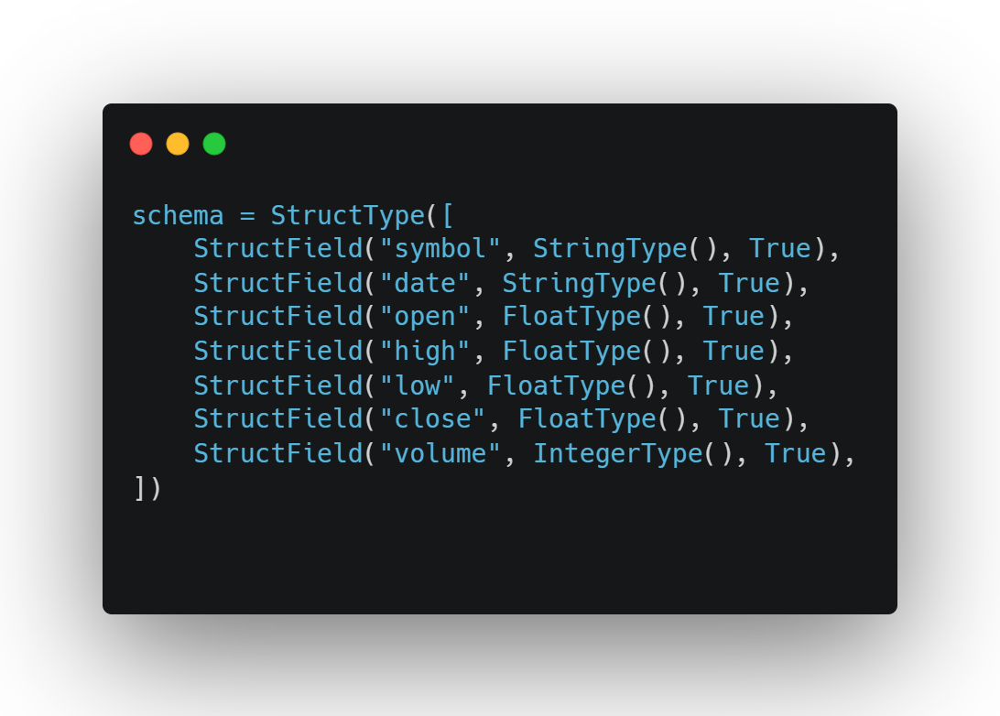 schema = StructType([
    StructField("symbol", StringType(), True),
    StructField("date", StringType(), True),
    StructField("open", FloatType(), True),
    StructField("high", FloatType(), True),
    StructField("low", FloatType(), True),
    StructField("close", FloatType(), True),
    StructField("volume", IntegerType(), True),
])